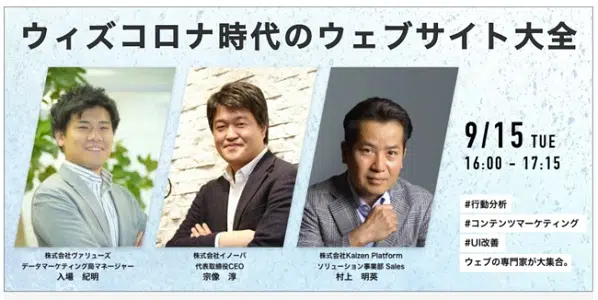 ウィズコロナ時代のウェブサイト大全
株式会社ヴァリューズ
データマーケティング局マネージャー
入場 紀明
株式会社イノーバ
代表取締役CEO
宗像 淳
株式会社Kaizen Platform
ソリューション事業部 Sales
村上 明英
9/15 TUE
16:00 - 17:15
#行動分析
#コンテンツマーケティング
#UI改善
ウェブの専門家が大集合。